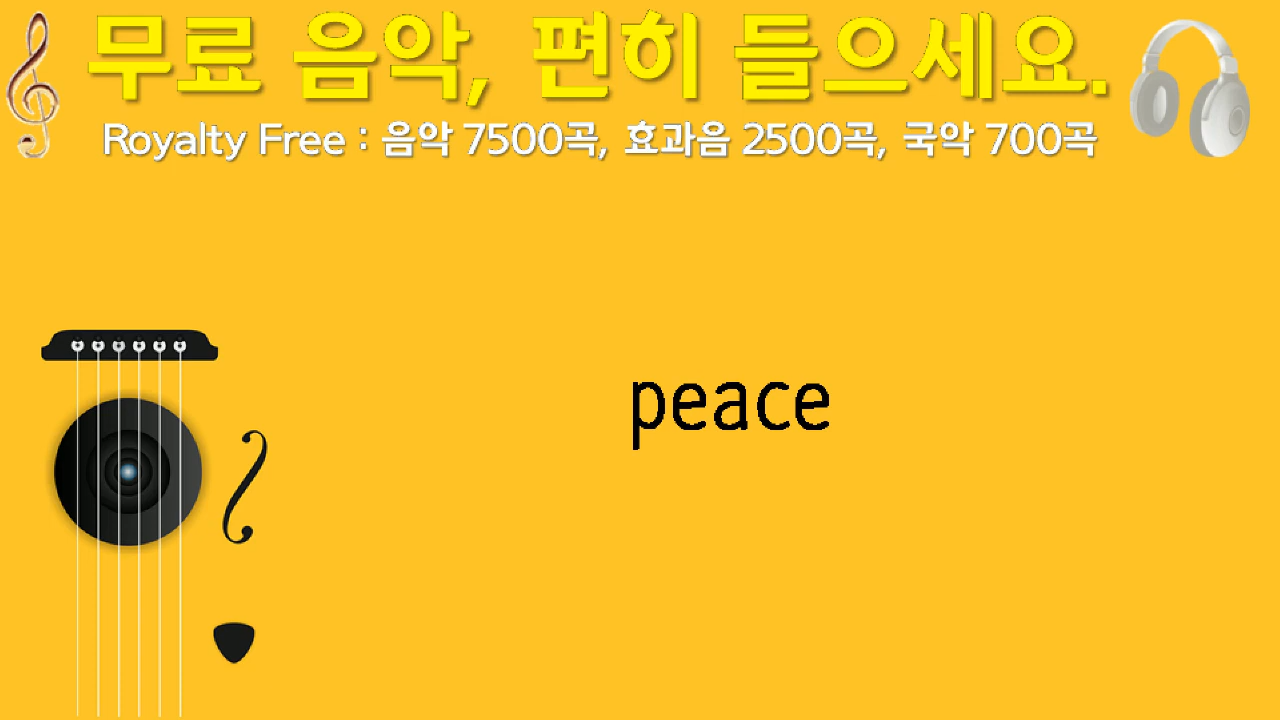 무료 음악, 편히 들으세요.
Royalty Free : 음악 7500곡, 효과음 2500곡, 국악 700곡
peace